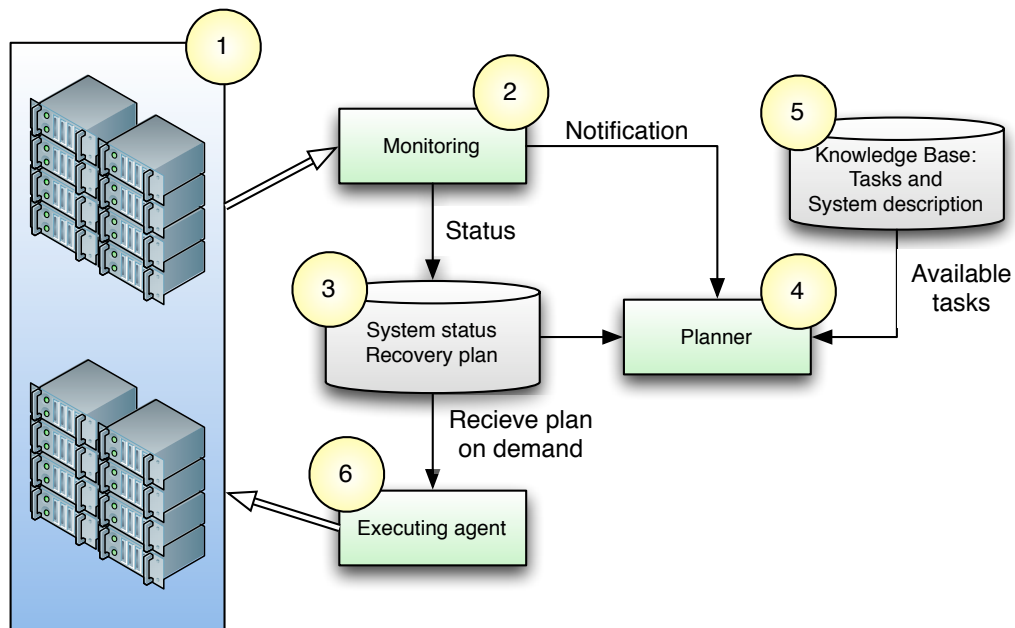 1
2
Monitoring
Notification
5
Knowledge Base:
Tasks and
System description
Status
3
System status
Recovery plan
4
Planner
Available
tasks
Recieve plan
on demand
6
Executing agent